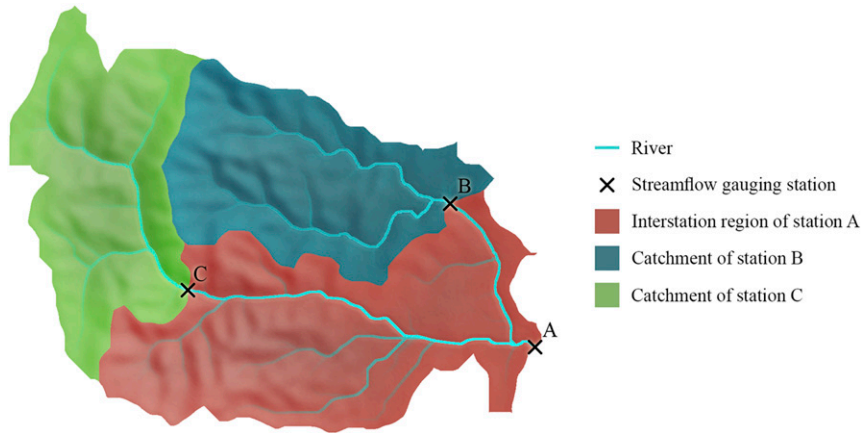 B
C
A
River
Streamflow gauging station
Interstation region of station A
Catchment of station B
Catchment of station C